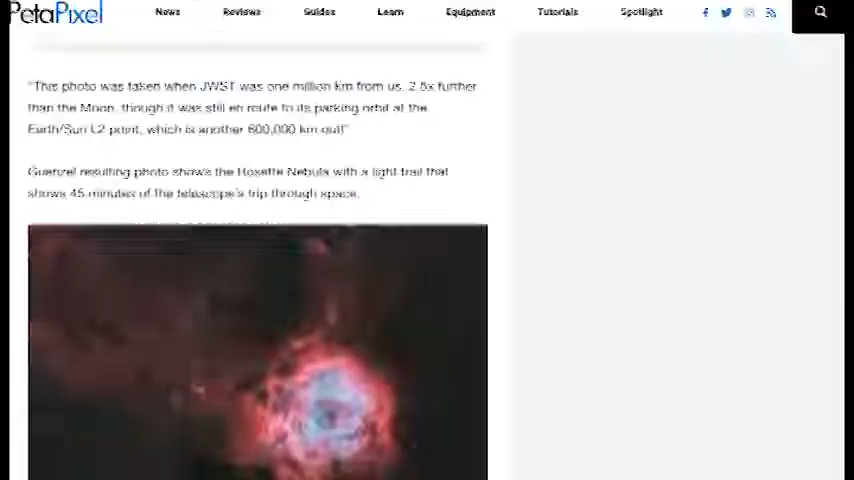 PetaPixel
News Reviews Guides Learn Equipment Tutorials Spotlight
"This photo was taken when JWST was one million km from us, 2.5x further
than the Moon, though it was still en route to its parking orbit at the
Earth/Sun L2 point, which is another 600,000 km out!"
Guenzel resulting photo shows the Rosette Nebula with a light trail that
shows 45 minutes of the telescope's trip through space.